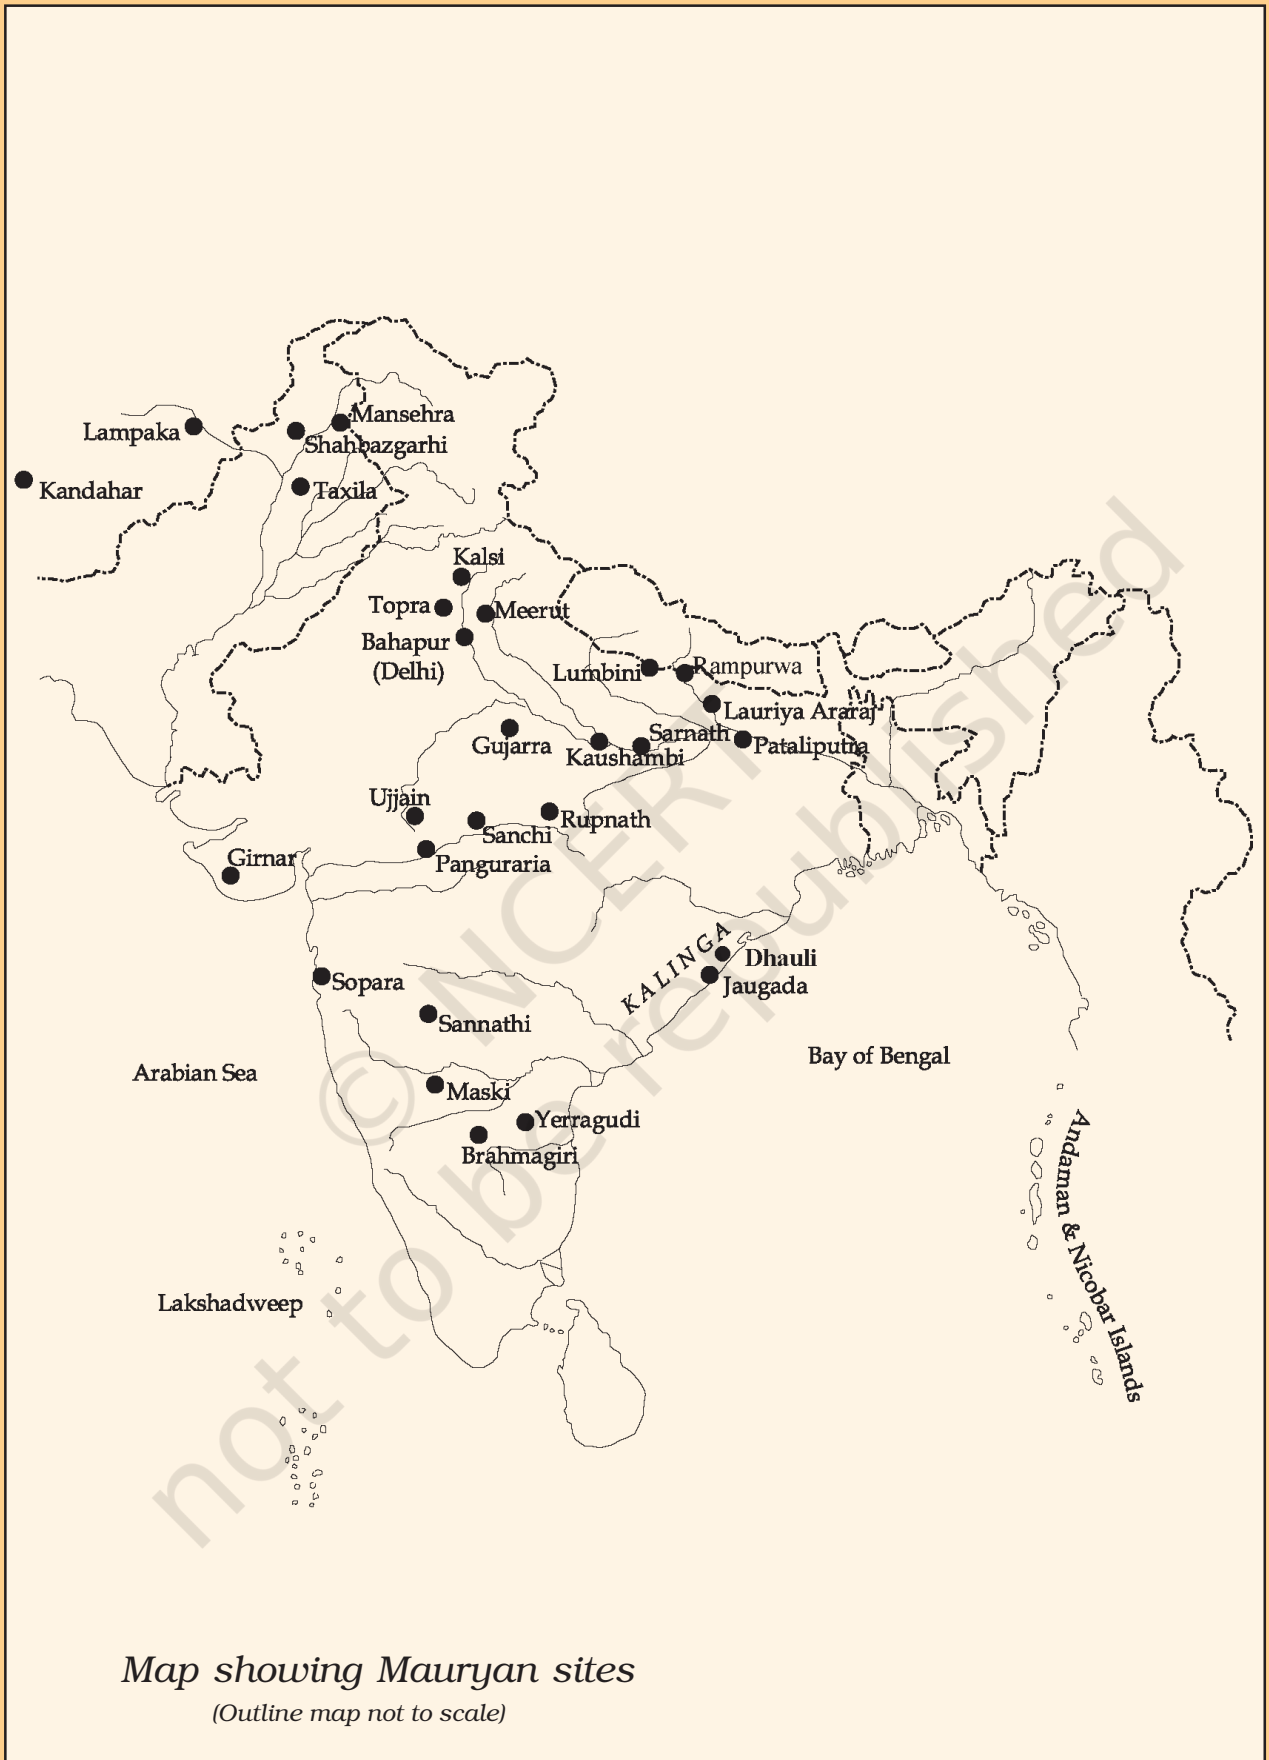 Mansehra
Lampaka
Shahbazgarhi
Kandahar
Taxila
Kalsi
Topra
Meerut
Bahapur
(Delhi)
Lumbini
Rampurwa
Lauriya Araraj
Sarnath
Gujarra
Kaushambi
Pataliputra
Ujjain
Rupnath
Sanchi
Girnar
Panguraria
KALINGA
Dhauli
Sopara
Jaugada
Sannathi
Bay of Bengal
Arabian Sea
Maski
Yerragudi
Brahmagiri
Andaman & Nicobar Islands
Lakshadweep
© NCERT
not to be republished
Map showing Mauryan sites
(Outline map not to scale)